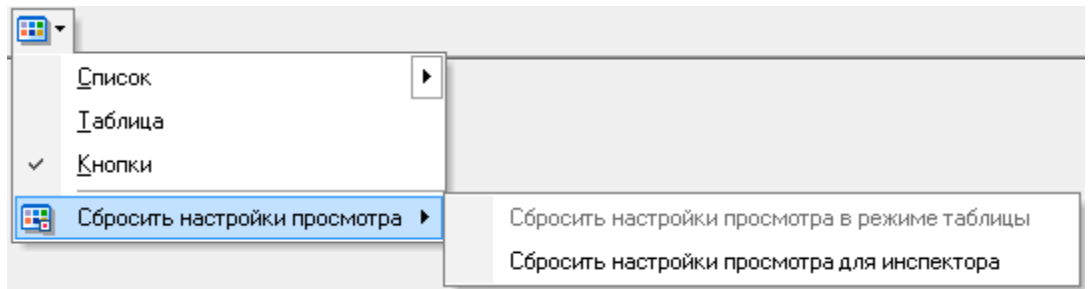 Список
Таблица
Кнопки
Сбросить настройки просмотра
Сбросить настройки просмотра в режиме таблицы
Сбросить настройки просмотра для инспектора